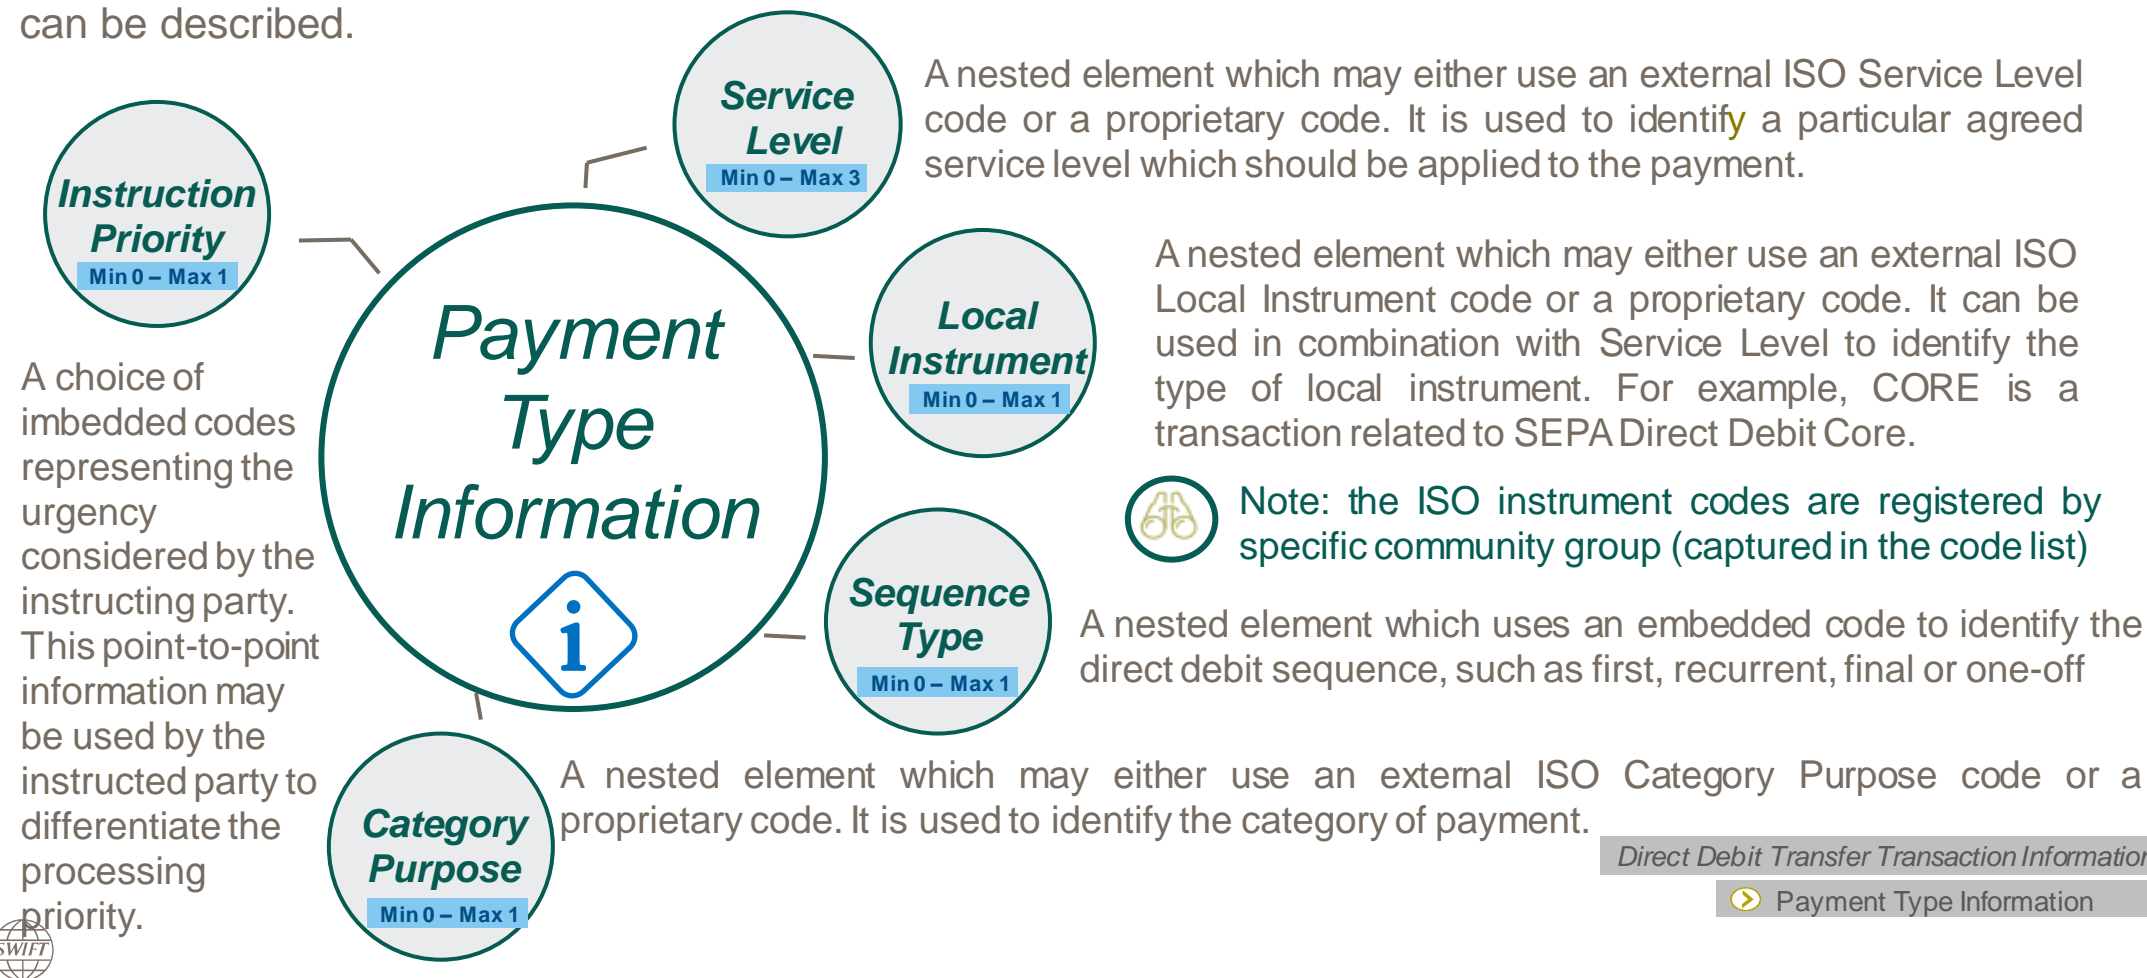 can be described.
Service
Level
Min 0 – Max 3
A nested element which may either use an external ISO Service Level
code or a proprietary code. It is used to identify a particular agreed
service level which should be applied to the payment.
Instruction
Priority
Min 0 – Max 1
A choice of
imbedded codes
representing the
urgency
considered by the
instructing party.
This point-to-point
information may
be used by the
instructed party to
differentiate the
processing
priority.
Payment
Type
Information
i
Local
Instrument
Min 0 – Max 1
A nested element which may either use an external ISO
Local Instrument code or a proprietary code. It can be
used in combination with Service Level to identify the
type of local instrument. For example, CORE is a
transaction related to SEPA Direct Debit Core.
Note: the ISO instrument codes are registered by
specific community group (captured in the code list)
Sequence
Type
Min 0 – Max 1
A nested element which uses an embedded code to identify the
direct debit sequence, such as first, recurrent, final or one-off
Category
Purpose
Min 0 – Max 1
A nested element which may either use an external ISO Category Purpose code or a
proprietary code. It is used to identify the category of payment.
Direct Debit Transfer Transaction Information
Payment Type Information
SWIFT